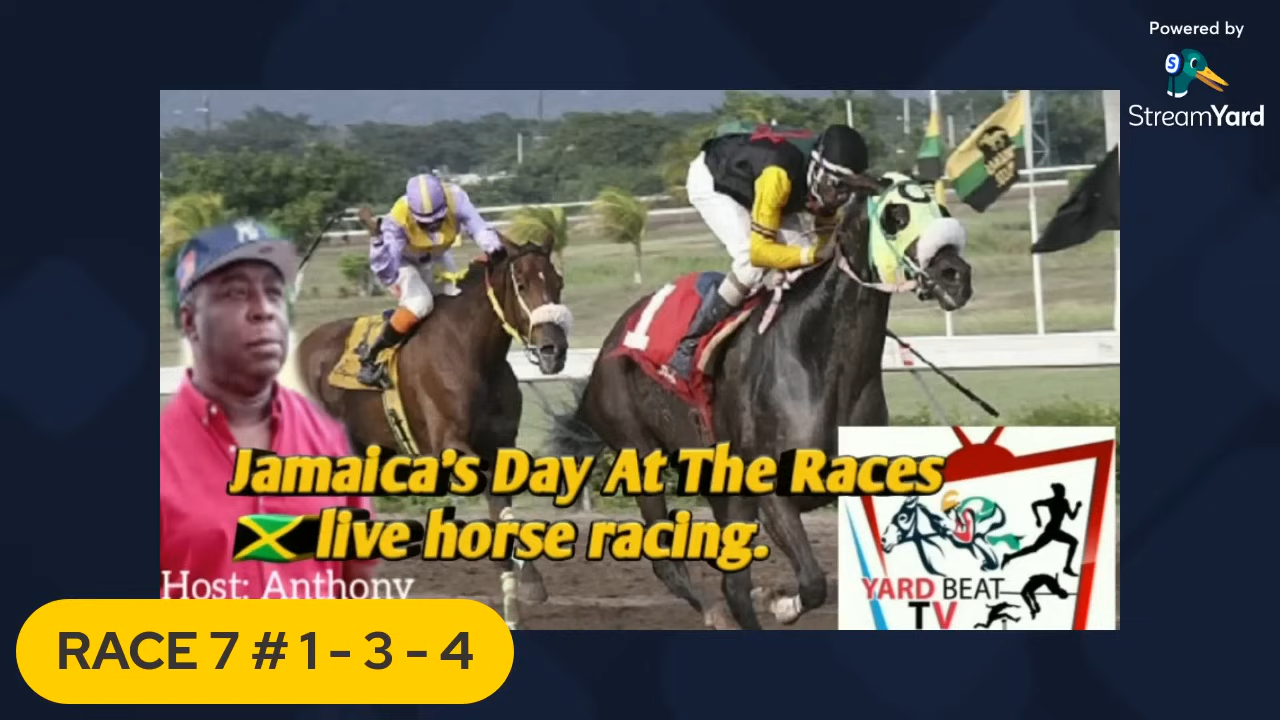 Powered by
StreamYard
Jamaica's Day At The Races
live horse racing.
Host: Anthony
YARD BEAT
TV
RACE 7 # 1 - 3 - 4
1